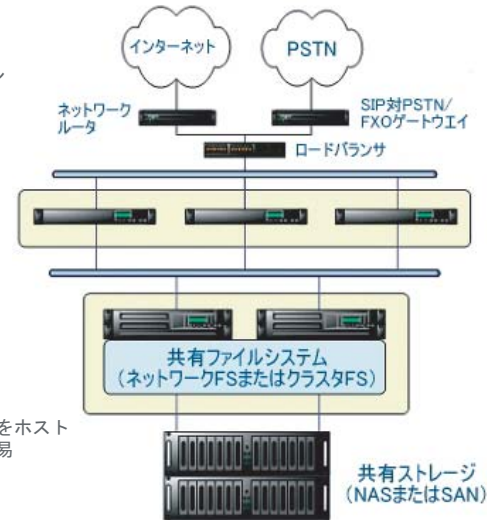 インターネット
PSTN
ン
ネットワーク
ルータ
SIP対PSTN/
FXOゲートウエイ
ロードバランサ
共有ファイルシステム
(ネットワークFSまたはクラスタFS)
をホスト
易
共有ストレージ
(NASまたはSAN)